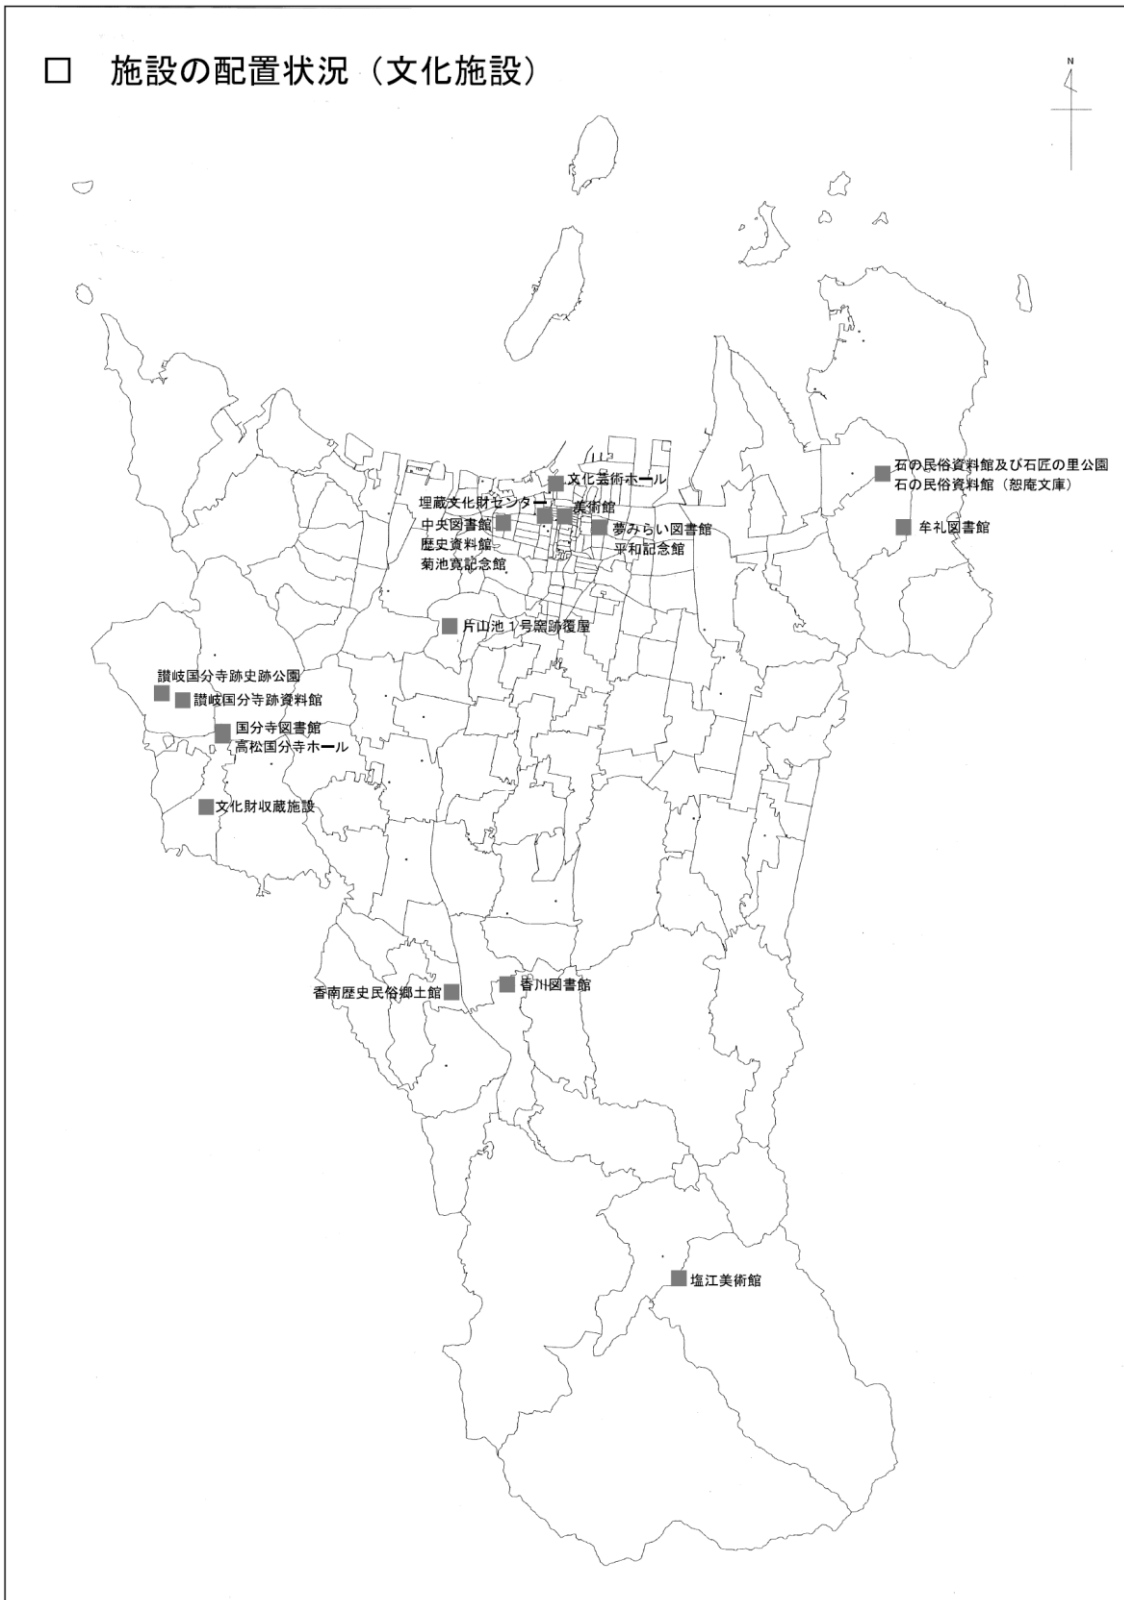 □ 施設の配置状況（文化施設）
N
石の民俗資料館及び石匠の里公園
石の民俗資料館（恕庵文庫）
文化芸術ホール
埋蔵文化財センター
美術館
中央図書館
歴史資料館
菊池寛記念館
夢みらい図書館
平和記念館
牟礼図書館
片山池１号窯跡覆屋
讃岐国分寺跡史跡公園
讃岐国分寺跡資料館
国分寺図書館
高松国分寺ホール
文化財収蔵施設
香南歴史民俗郷土館
香川図書館
塩江美術館